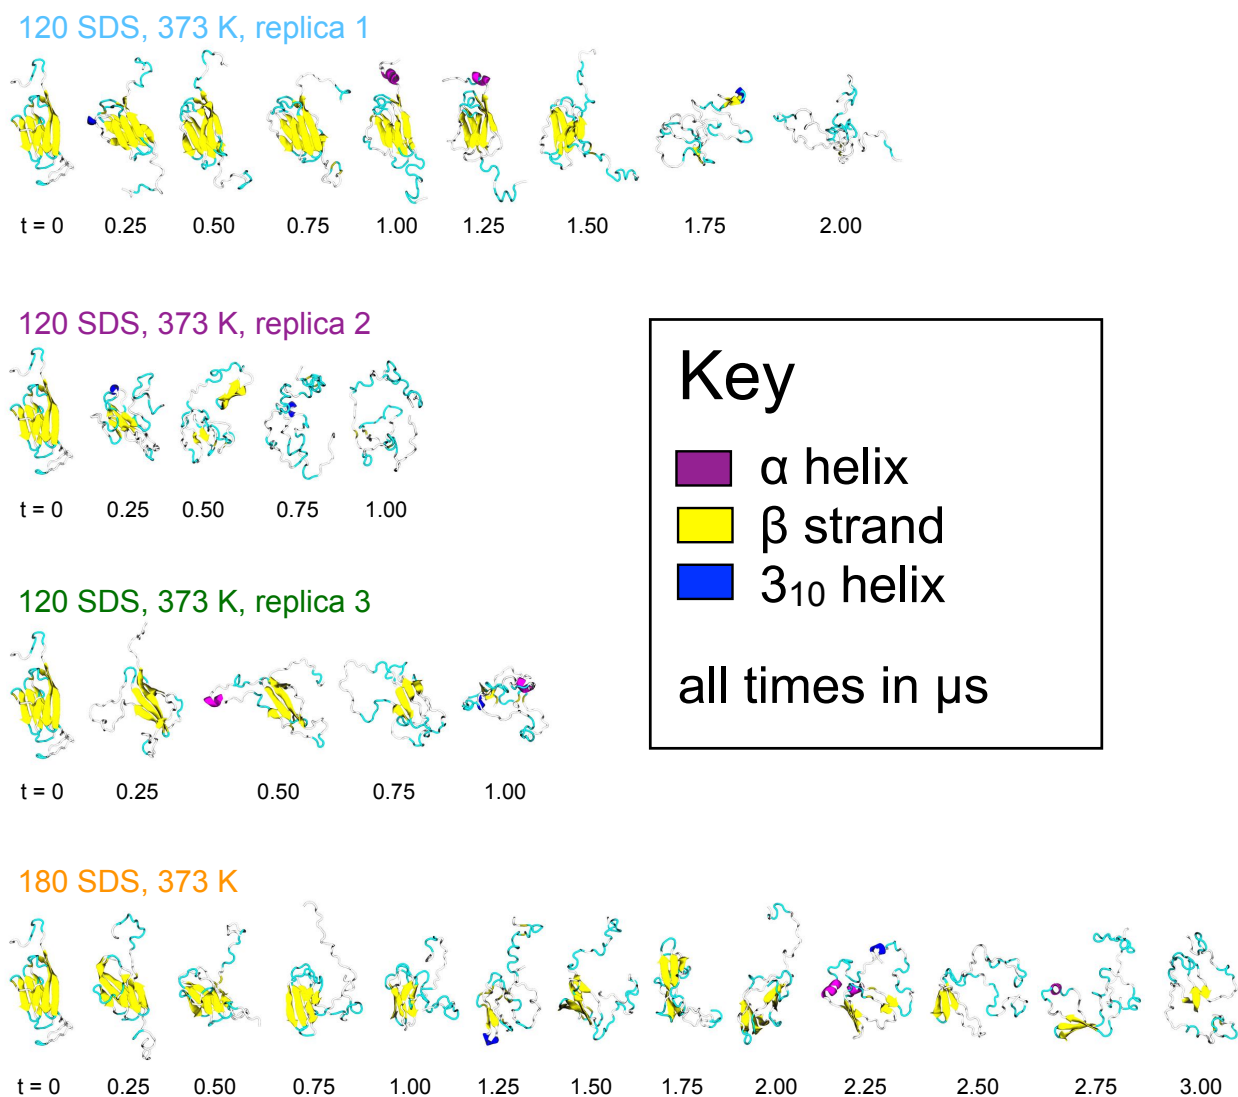 120 SDS, 373 K, replica 1
t = 0 0.25 0.50 0.75 1.00 1.25 1.50 1.75 2.00
120 SDS, 373 K, replica 2
t = 0 0.25 0.50 0.75 1.00
Key
α helix
β strand
3₁₀ helix
all times in µs
120 SDS, 373 K, replica 3
t = 0 0.25 0.50 0.75 1.00
180 SDS, 373 K
t = 0 0.25 0.50 0.75 1.00 1.25 1.50 1.75 2.00 2.25 2.50 2.75 3.00